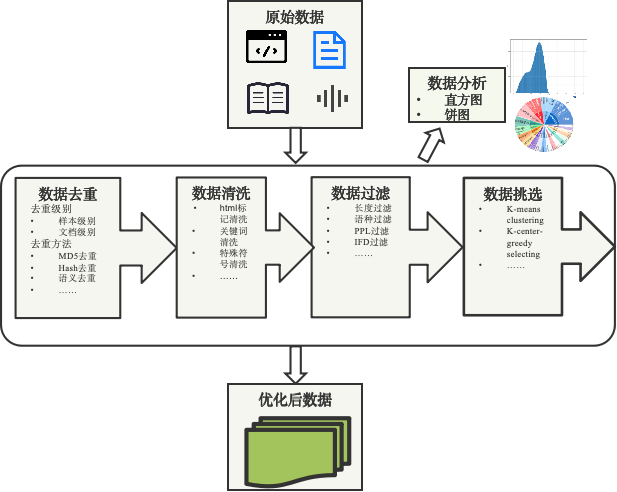 原始数据
</>
数据分析
• 直方图
• 饼图
数据去重
去重级别
• 样本级别
• 文档级别
去重方法
• MD5去重
• Hash去重
• 语义去重
• ……
数据清洗
• html标
记清洗
• 关键词
清洗
• 特殊符
号清洗
• ……
数据过滤
• 长度过滤
• 语种过滤
• PPL过滤
• IFD过滤
• ……
数据挑选
• K-means
clustering
• K-center-
greedy
selecting
• ……
优化后数据